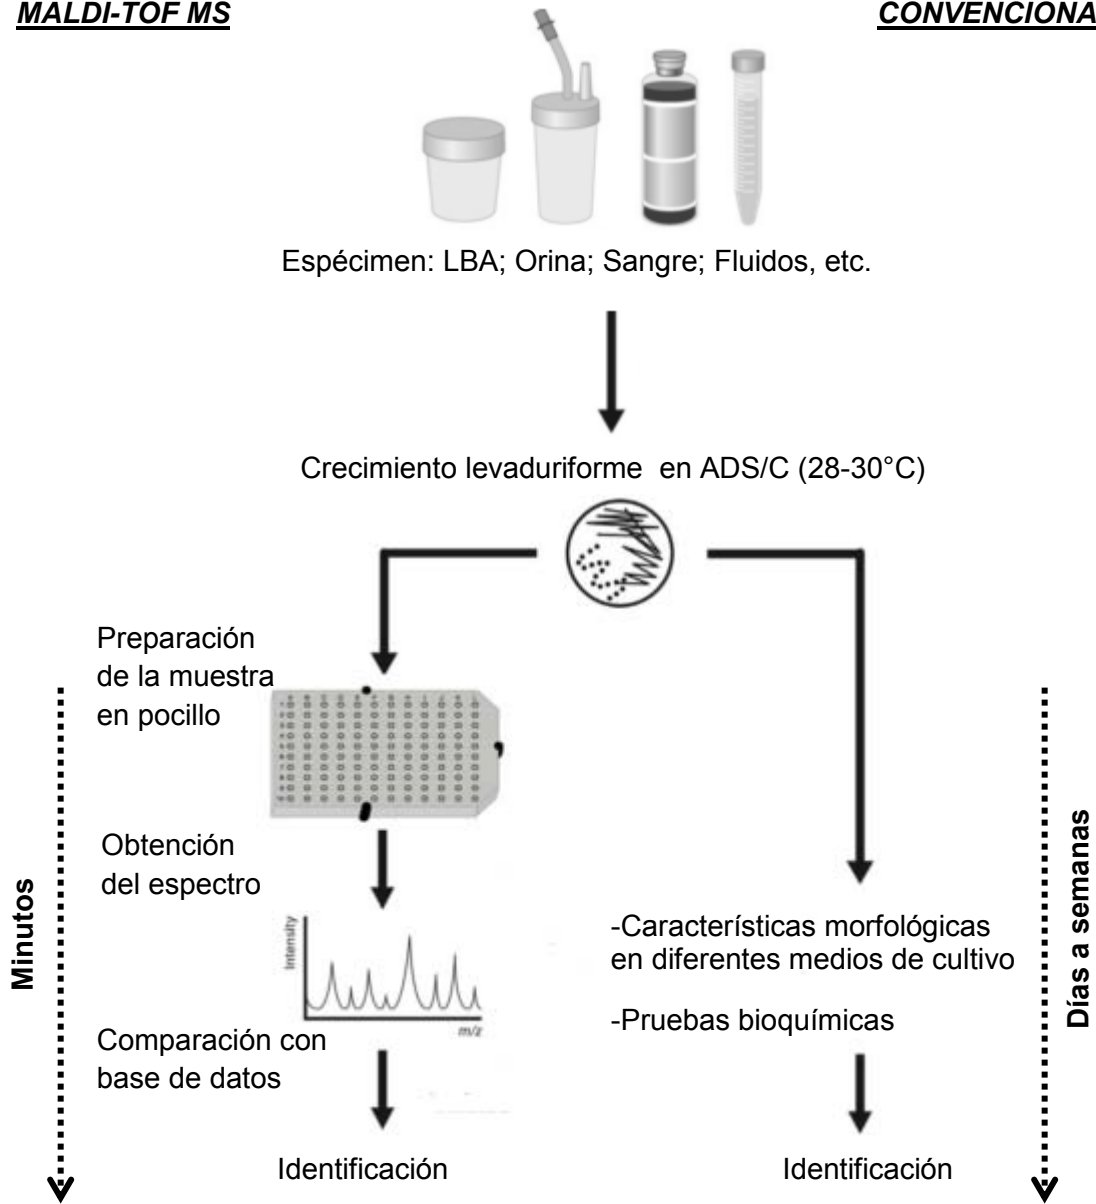 MALDI-TOF MS
CONVENCIONA
Espécimen: LBA; Orina; Sangre; Fluidos, etc.
Crecimiento levaduriforme en ADS/C (28-30°C)
Preparación
de la muestra
en pocillo
Obtención
del espectro
Intensity
m/z
Comparación con
base de datos
Identificación
Minutos
-Característícas morfológicas
en diferentes medios de cultivo
-Pruebas bioquímicas
Identificación
Días a semanas